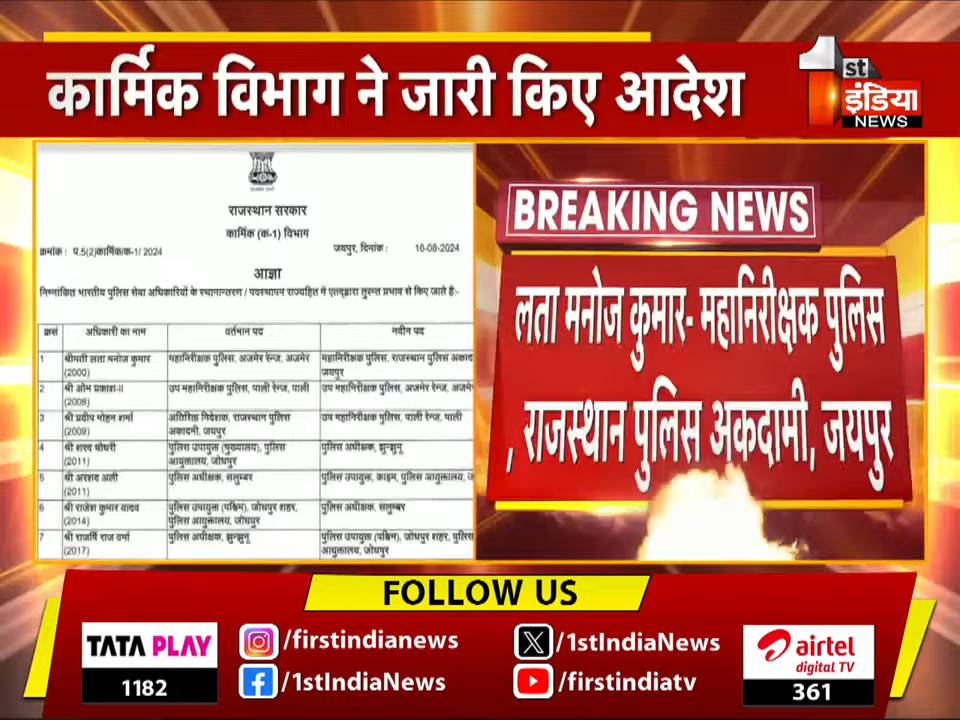 कार्मिक विभाग ने जारी किए आदेश
1st
इंडिया
NEWS
राजस्थान सरकार
कार्मिक (क-1) विभाग
क्रमांक : प.5(2)कार्मिक/क-1/ 2024 जयपुर, दिनांक : 16-08-2024
आज्ञा
निम्नांकित भारतीय पुलिस सेवा अधिकारियों के स्थानान्तरण / पदस्थापन राज्यहित में एतद्द्वारा तुरन्त प्रभाव से किए जाते है:-
क्रसं अधिकारी का नाम वर्तमान पद नवीन पद
1 श्रीमती लता मनोज कुमार महानिरीक्षक पुलिस, अजमेर रेन्ज, अजमेर महानिरीक्षक पुलिस, राजस्थान पुलिस अकाद
(2000) जयपुर
2 श्री ओम प्रकाश-II उप महानिरीक्षक पुलिस, पाली रेन्ज, पाली उप महानिरीक्षक पुलिस, अजमेर रेन्ज, अजमे
(2008)
3 श्री प्रदीप मोहन शर्मा अतिरिक्त निदेशक, राजस्थान पुलिस उप महानिरीक्षक पुलिस, पाली रेन्ज, पाली
(2009) अकादमी, जयपुर
4 श्री शरद चौधरी पुलिस उपायुक्त (मुख्यालय), पुलिस पुलिस अधीक्षक, झुन्झुनू
(2011) आयुक्तालय, जोधपुर
5 श्री अरशद अली पुलिस अधीक्षक, सलुम्बर पुलिस उपायुक्त, क्राइम, पुलिस आयुक्तालय, ज
(2011)
6 श्री राजेश कुमार यादव पुलिस उपायुक्त (पश्चिम), जोधपुर शहर, पुलिस अधीक्षक, सलुम्बर
(2014) पुलिस आयुक्तालय, जोधपुर
7 श्री राजर्षि राज वर्मा पुलिस अधीक्षक, झुन्झुनू पुलिस उपायुक्त (पश्चिम), जोधपुर शहर, पुलिस
(2017) आयुक्तालय, जोधपुर
BREAKING NEWS
लता मनोज कुमार- महानिरीक्षक पुलिस
, राजस्थान पुलिस अकदामी, जयपुर
FOLLOW US
TATA PLAY
1182
/firstindianews
/1stIndiaNews
/1stIndiaNews
/firstindiatv
airtel
digital TV
361